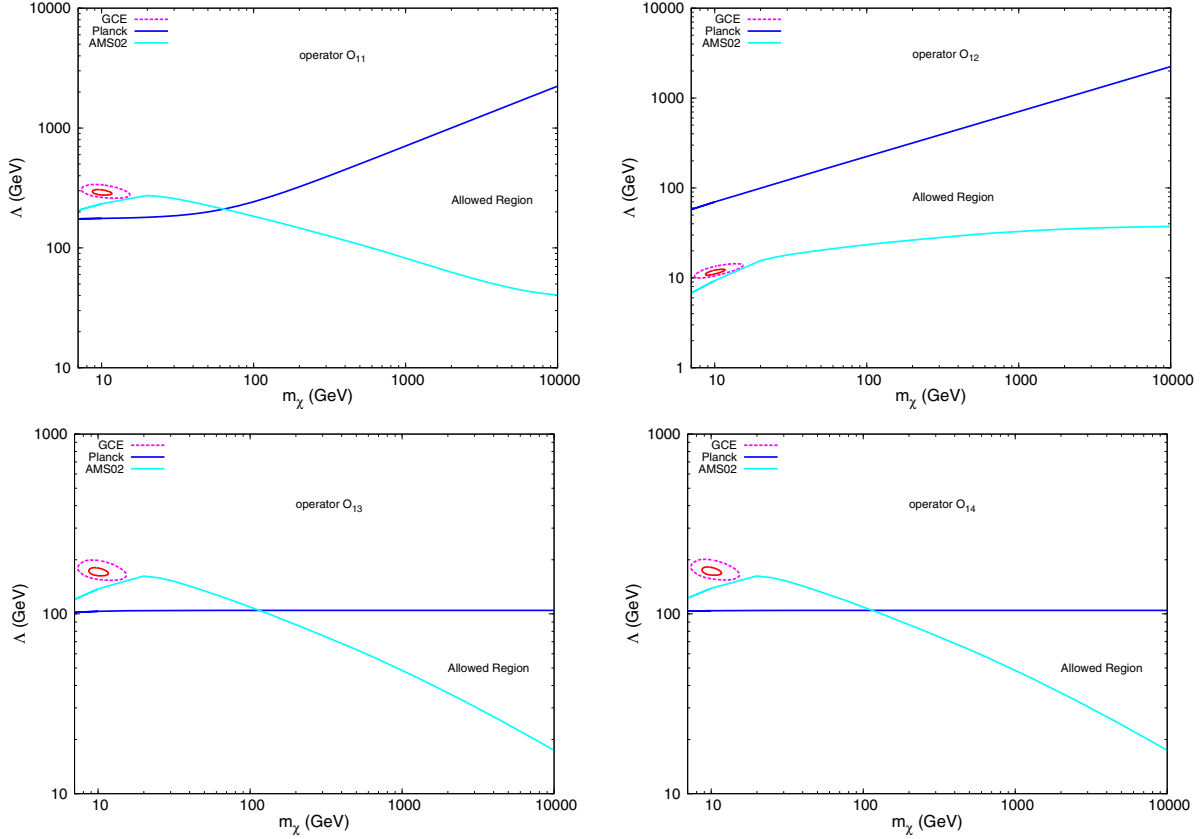 10000
1000
100
10
Λ (GeV)
GCE
Planck
AMS02
operator O11
Allowed Region
10 100 1000 10000
mχ (GeV)
10000
1000
100
10
1
Λ (GeV)
GCE
Planck
AMS02
operator O12
Allowed Region
10 100 1000 10000
mχ (GeV)
1000
100
10
Λ (GeV)
GCE
Planck
AMS02
operator O13
Allowed Region
10 100 1000 10000
mχ (GeV)
1000
100
10
Λ (GeV)
GCE
Planck
AMS02
operator O14
Allowed Region
10 100 1000 10000
mχ (GeV)